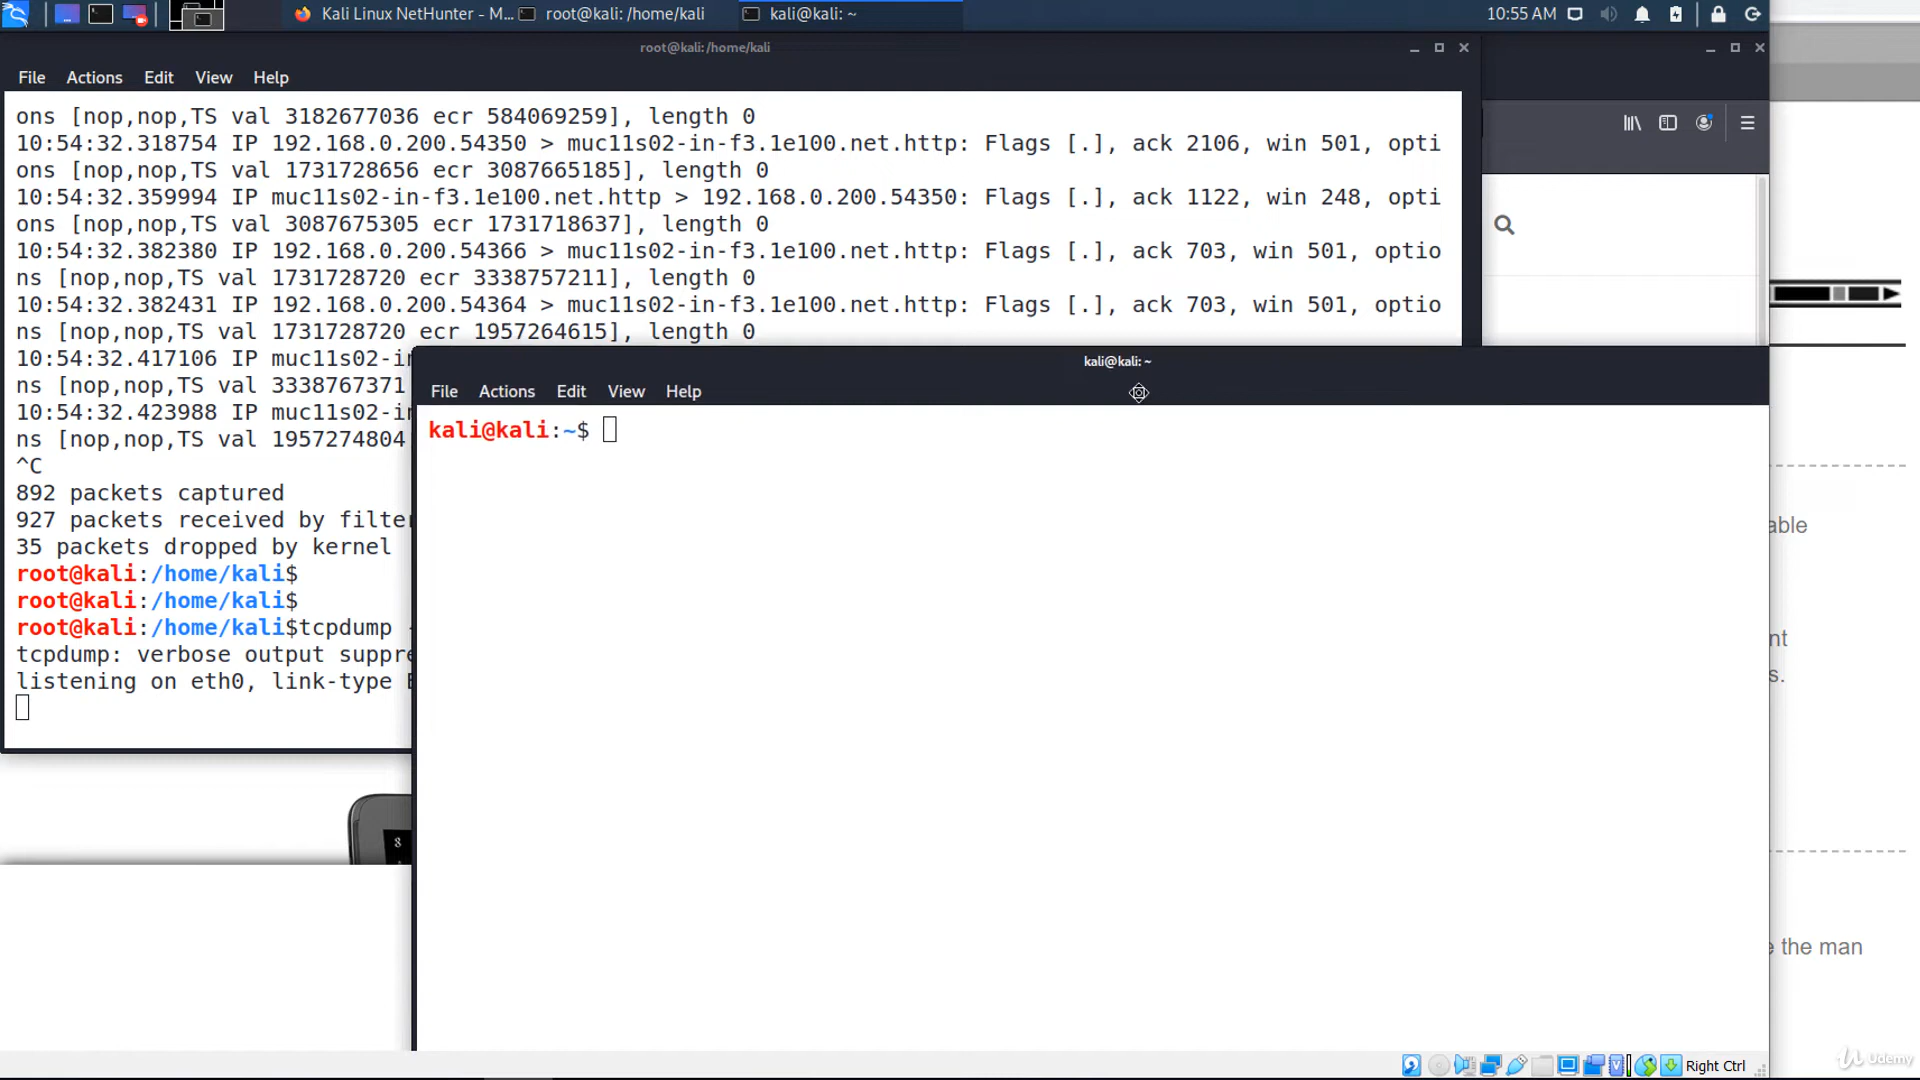 Kali Linux NetHunter - M...
root@kali: /home/kali
kali@kali: ~
10:55 AM
root@kali: /home/kali
File Actions Edit View Help
ons [nop,nop,TS val 3182677036 ecr 584069259], length 0
10:54:32.318754 IP 192.168.0.200.54350 > muc11s02-in-f3.1e100.net.http: Flags [.], ack 2106, win 501, opti
ons [nop,nop,TS val 1731728656 ecr 3087665185], length 0
10:54:32.359994 IP muc11s02-in-f3.1e100.net.http > 192.168.0.200.54350: Flags [.], ack 1122, win 248, opti
ons [nop,nop,TS val 3087675305 ecr 1731718637], length 0
10:54:32.382380 IP 192.168.0.200.54366 > muc11s02-in-f3.1e100.net.http: Flags [.], ack 703, win 501, optio
ns [nop,nop,TS val 1731728720 ecr 3338757211], length 0
10:54:32.382431 IP 192.168.0.200.54364 > muc11s02-in-f3.1e100.net.http: Flags [.], ack 703, win 501, optio
ns [nop,nop,TS val 1731728720 ecr 1957264615], length 0
10:54:32.417106 IP muc11s02-in
ns [nop,nop,TS val 3338767371
10:54:32.423988 IP muc11s02-in
ns [nop,nop,TS val 1957274804
^C
892 packets captured
927 packets received by filter
35 packets dropped by kernel
root@kali:/home/kali$
root@kali:/home/kali$
root@kali:/home/kali$tcpdump -
tcpdump: verbose output suppre
listening on eth0, link-type E
kali@kali: ~
File Actions Edit View Help
kali@kali:~$
able
nt
s.
e the man
8
Right Ctrl
Udemy